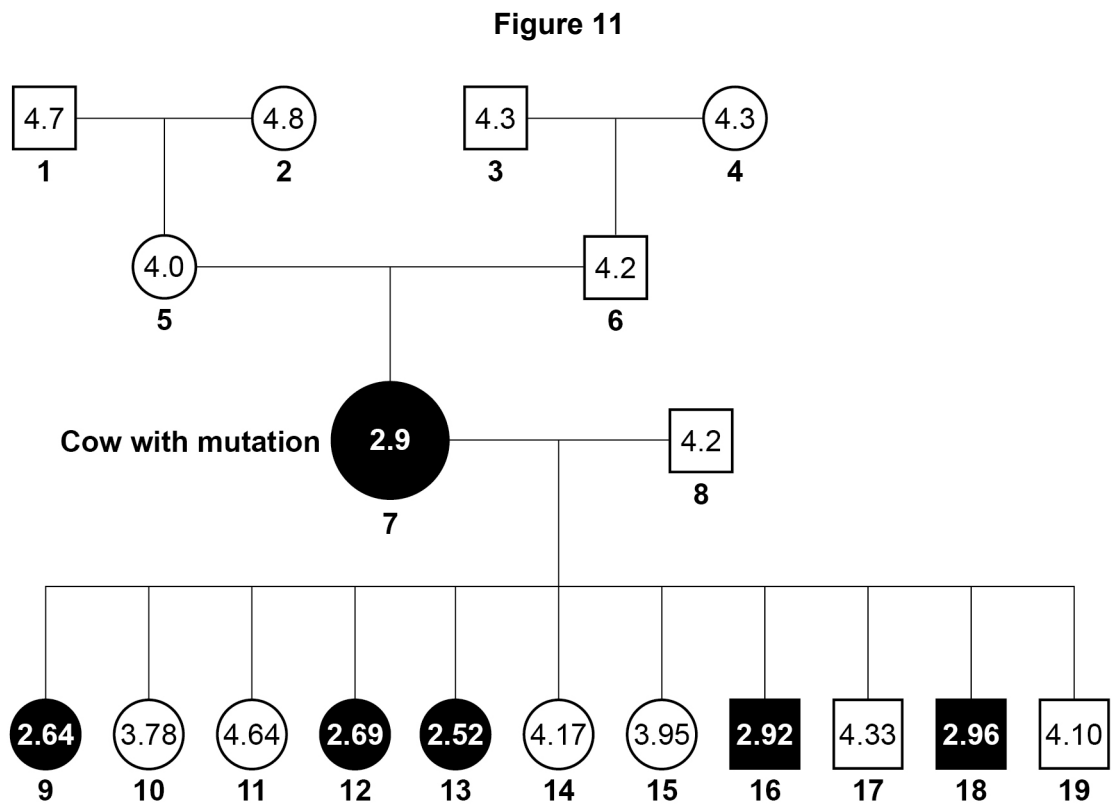 Figure 11
4.7 4.8 4.3 4.3
1 2 3 4
4.0 4.2
5 6
Cow with mutation 2.9 4.2
7 8
2.64 3.78 4.64 2.69 2.52 4.17 3.95 2.92 4.33 2.96 4.10
9 10 11 12 13 14 15 16 17 18 19